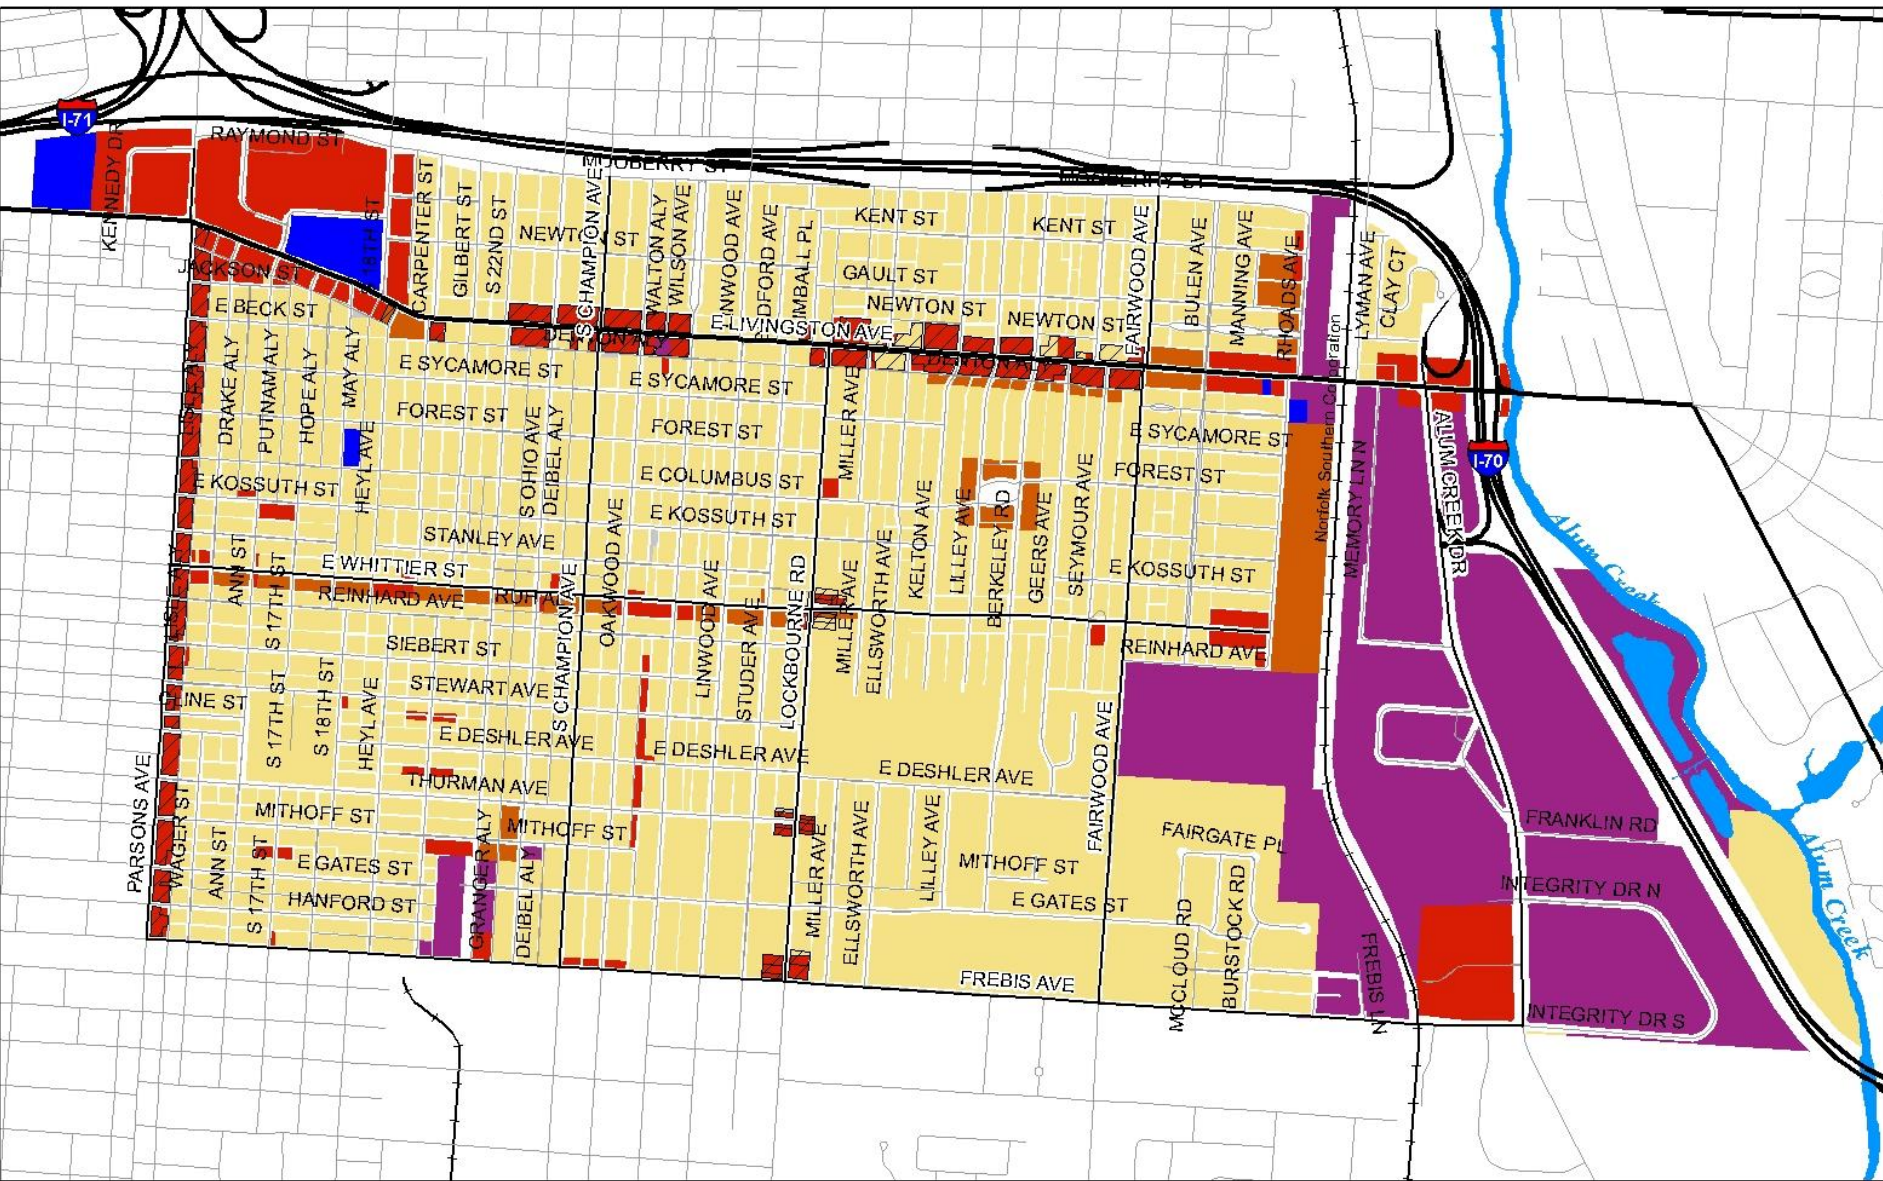 I-71
RAYMOND ST
KENNEDY DR
MOOBERRY ST
CARPENTER ST
GILBERT ST
S 22ND ST
18TH ST
S CHAMPION AVE
WALTON ALY
WILSON AVE
KENT ST
KENT ST
FAIRWOOD AVE
BULEN AVE
MANNING AVE
RHOADS AVE
LYMAN AVE
CLAY CT
NEWTON ST
JACKSON ST
GAULT ST
NEWTON ST
NEWTON ST
E BECK ST
E LIVINGSTON AVE
DENTON ALY
DRAKE ALY
PUTNAM ALY
HOPE ALY
MAY ALY
E SYCAMORE ST
E SYCAMORE ST
Norfolk Southern Corporation
FOREST ST
FOREST ST
MILLER AVE
E SYCAMORE ST
ALUM CREEK DR
I-70
HEYL AVE
S OHIO AVE
DEIBEL ALY
E COLUMBUS ST
FOREST ST
E KOSSUTH ST
E KOSSUTH ST
KELTON AVE
LILLEY AVE
BERKELEY RD
GEERS AVE
SEYMOUR AVE
MEMORY LN N
Alum Creek
STANLEY AVE
OAKWOOD AVE
ANN ST
S 17TH ST
E WHITTIER ST
E KOSSUTH ST
REINHARD AVE
S CHAMPION AVE
LINWOOD AVE
STUDER AVE
LOCKBOURNE RD
MILLER AVE
ELLSWORTH AVE
SIEBERT ST
REINHARD AVE
STEWART AVE
S 17TH ST
S 18TH ST
HEYL AVE
E DESHLER AVE
E DESHLER AVE
E DESHLER AVE
FAIRWOOD AVE
THURMAN AVE
PARSONS AVE
WAGER ST
MITHOFF ST
MITHOFF ST
FAIRGATE PL
FRANKLIN RD
ANN ST
S 17TH ST
E GATES ST
GRANGER ALY
DEIBEL ALY
MILLER AVE
ELLSWORTH AVE
LILLEY AVE
MITHOFF ST
INTEGRITY DR N
HANFORD ST
E GATES ST
MCCLOUD RD
BURSTOCK RD
Alum Creek
FREBIS AVE
FREBIS LN
INTEGRITY DR S